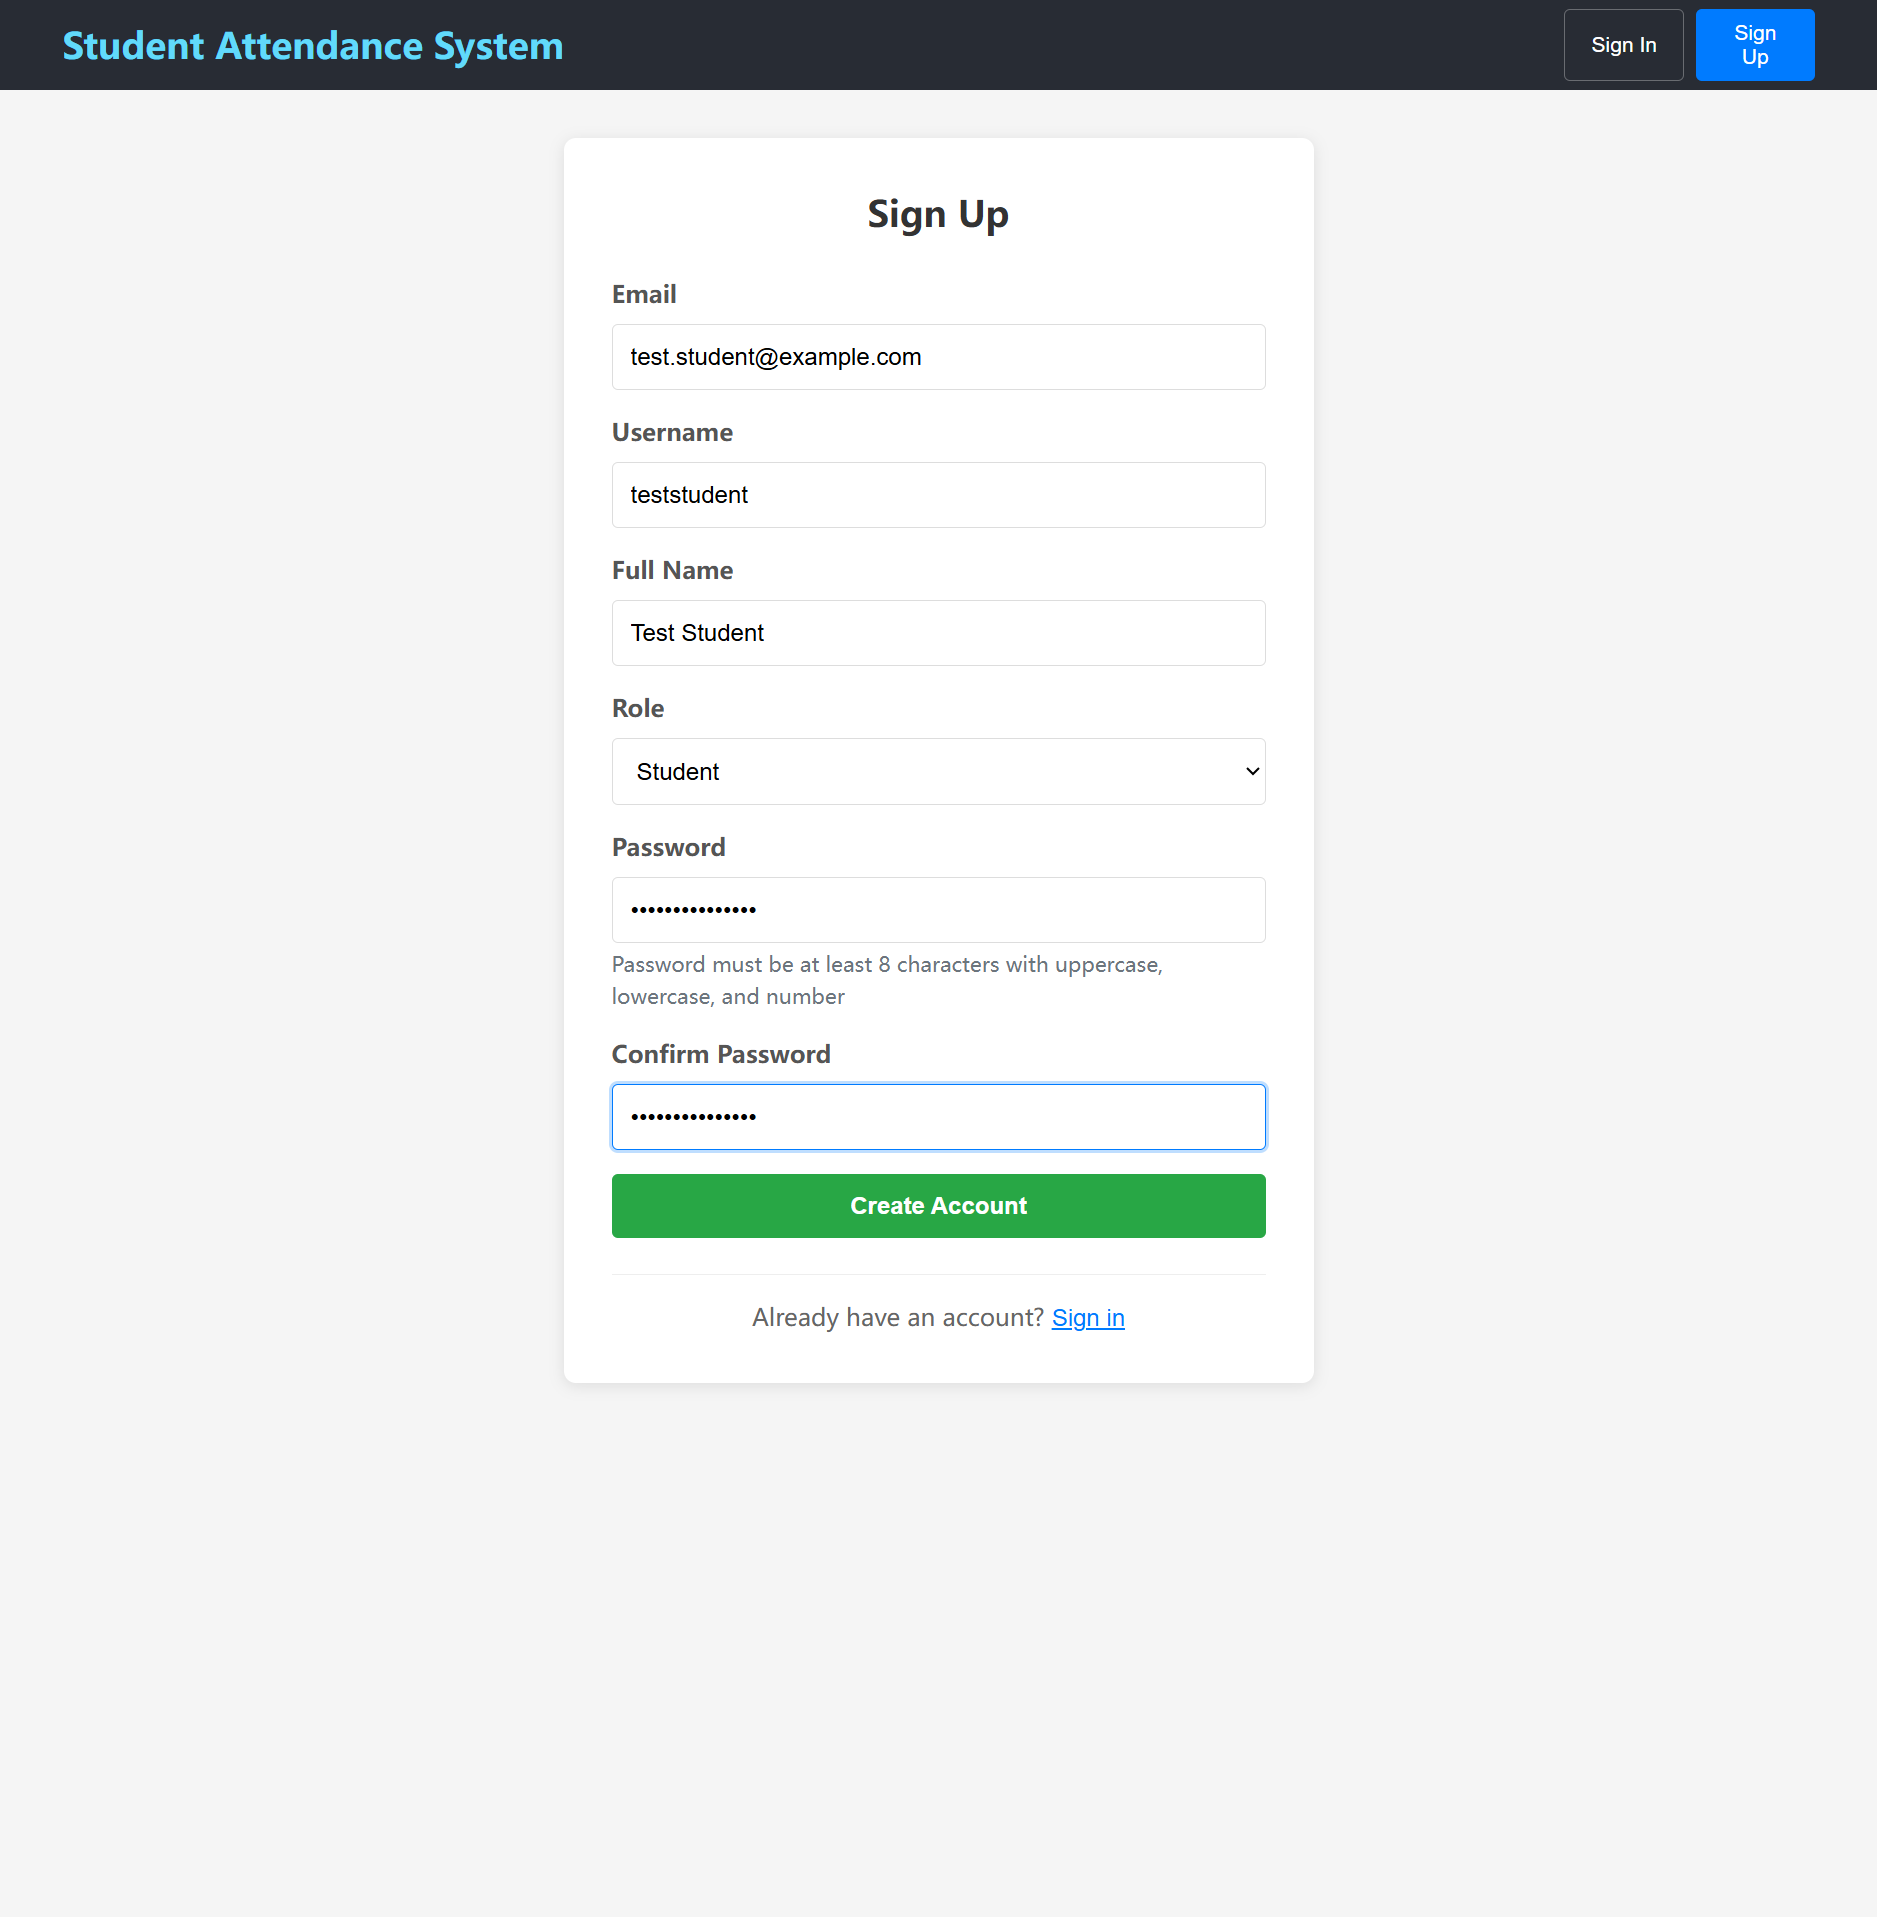 Student Attendance System
Sign In
Sign
Up
Sign Up
Email
test.student@example.com
Username
teststudent
Full Name
Test Student
Role
Student
Password
•••••••••••••••
Password must be at least 8 characters with uppercase,
lowercase, and number
Confirm Password
•••••••••••••••
Create Account
Already have an account? Sign in